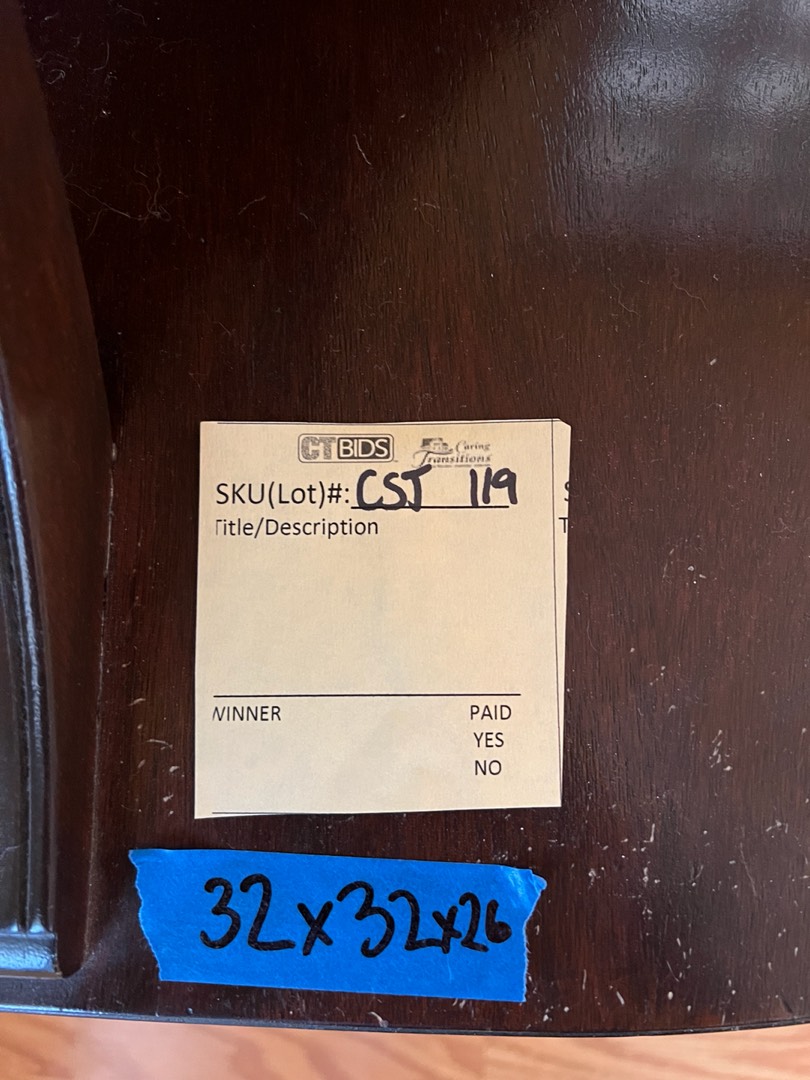 CTBIDS Caring Transitions
SKU(Lot)#: CSJ 119
Title/Description
WINNER PAID
YES
NO
32x32x26